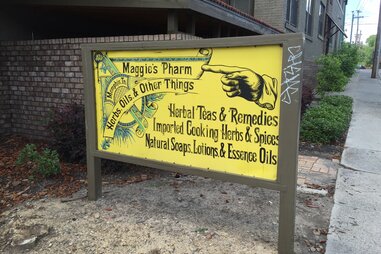 Maggie's Pharm
Herbs, Oils & Other Things
Herbal Teas & Remedies
Imported Cooking Herbs & Spices
Natural Soaps, Lotions, & Essence Oils